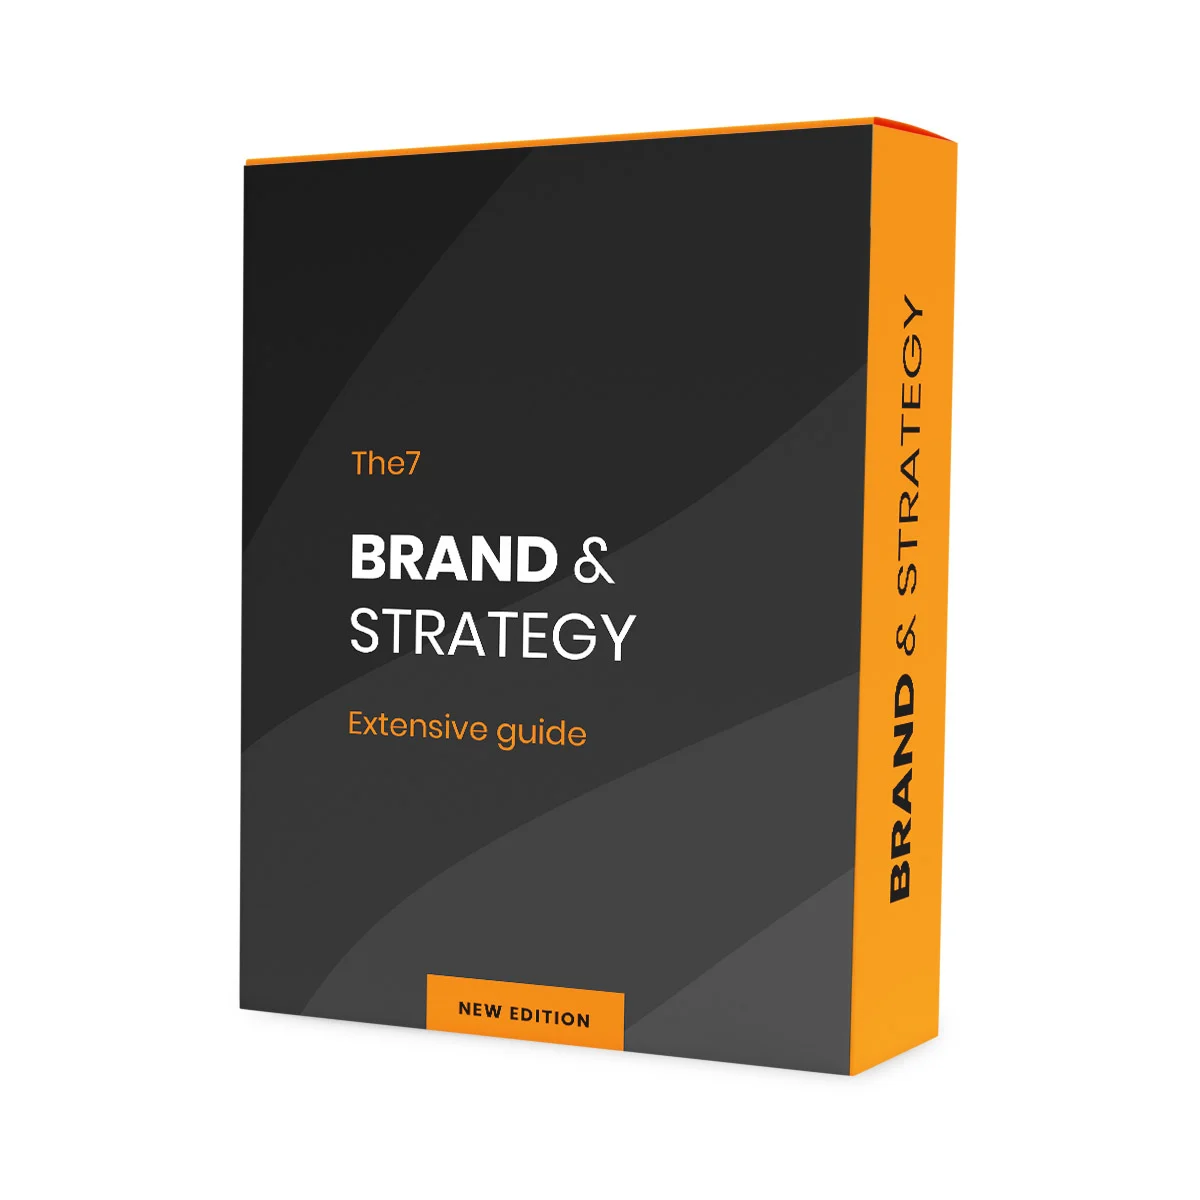 The7
BRAND &
STRATEGY
Extensive guide
NEW EDITION
BRAND & STRATEGY